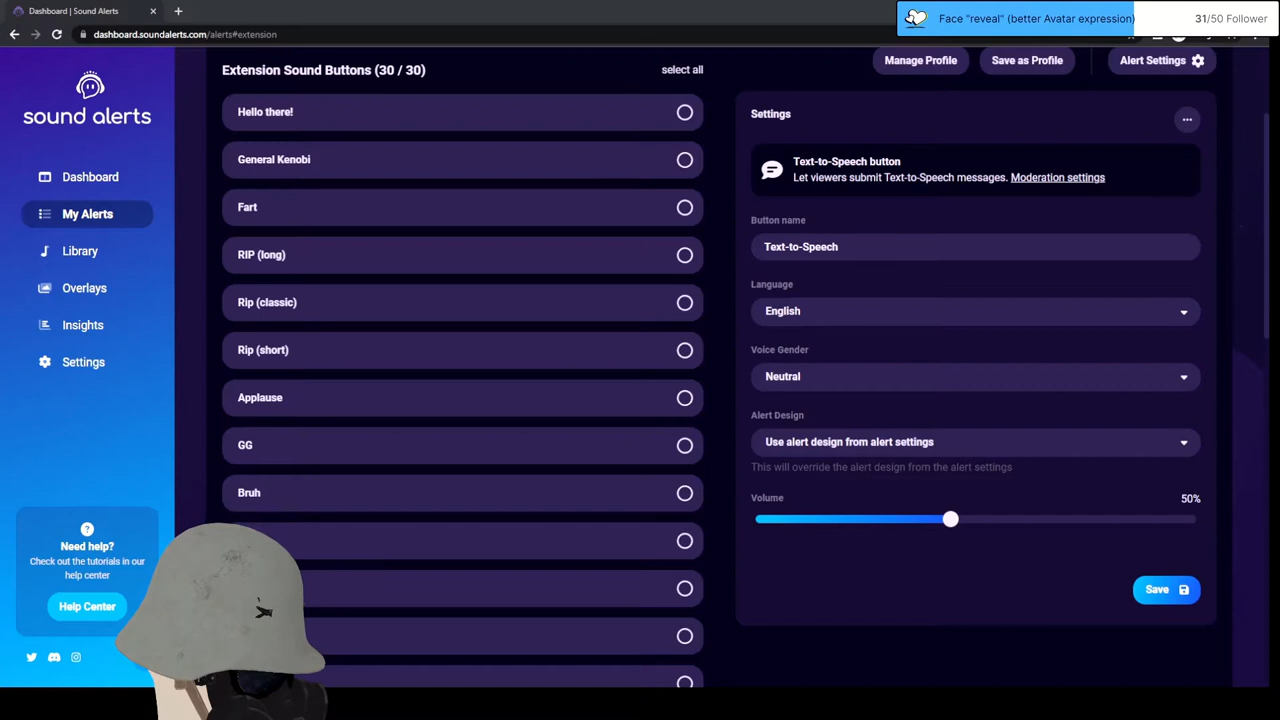 Dashboard | Sound Alerts
Face "reveal" (better Avatar expression)
31/50 Follower
dashboard.soundalerts.com/alerts#extension
sound alerts
Dashboard
My Alerts
Library
Overlays
Insights
Settings
Need help?
Check out the tutorials in our
help center
Help Center
Extension Sound Buttons (30 / 30)
select all
Hello there!
General Kenobi
Fart
RIP (long)
Rip (classic)
Rip (short)
Applause
GG
Bruh
Manage Profile
Save as Profile
Alert Settings
Settings
Text-to-Speech button
Let viewers submit Text-to-Speech messages. Moderation settings
Button name
Text-to-Speech
Language
English
Voice Gender
Neutral
Alert Design
Use alert design from alert settings
This will override the alert design from the alert settings
Volume
50%
Save